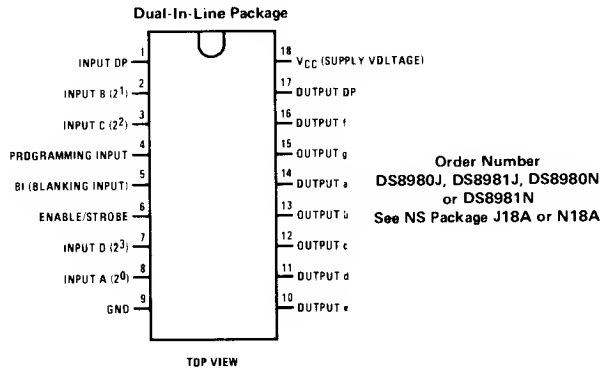 Dual-In-Line Package
1
INPUT DP
2
INPUT B (2¹)
3
INPUT C (2²)
4
PROGRAMMING INPUT
5
BI (BLANKING INPUT)
6
ENABLE/STROBE
7
INPUT D (2³)
8
INPUT A (2⁰)
9
GND
18
VCC (SUPPLY VOLTAGE)
17
OUTPUT DP
16
OUTPUT f
15
OUTPUT g
14
OUTPUT a
13
OUTPUT b
12
OUTPUT c
11
OUTPUT d
10
OUTPUT e
TOP VIEW
Order Number
DS8980J, DS8981J, DS8980N
or DS8981N
See NS Package J18A or N18A